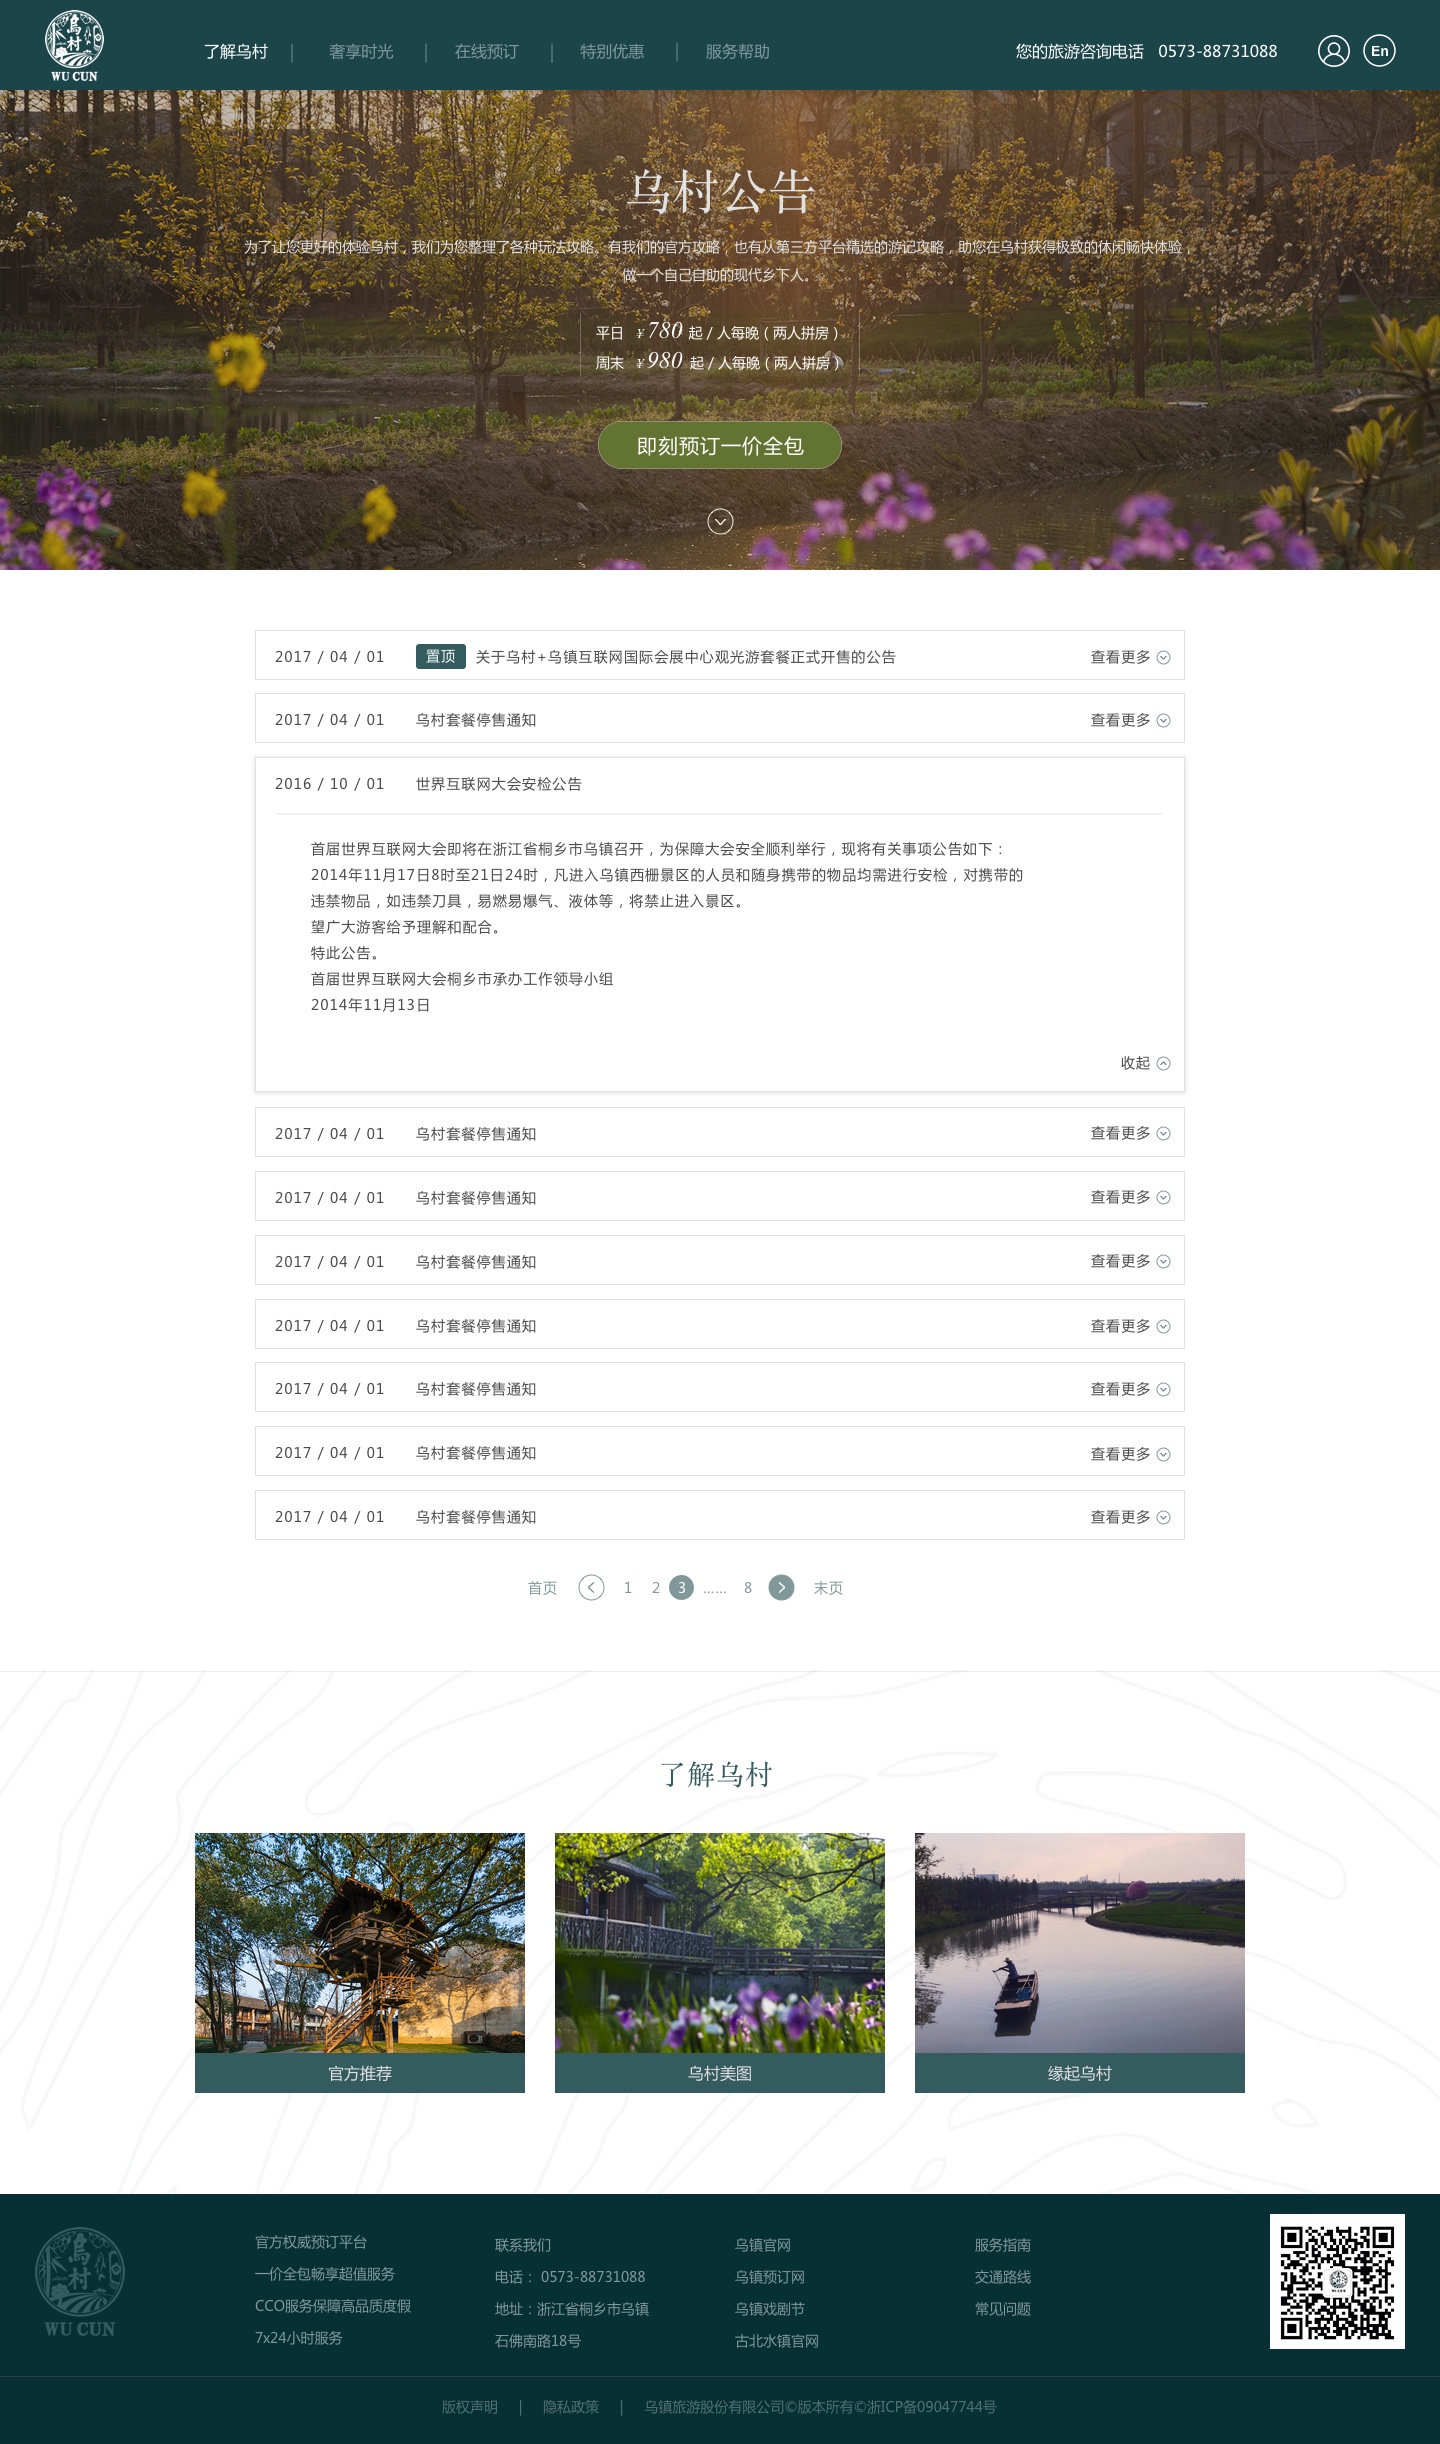 烏村
WU CUN
了解乌村 | 奢享时光 | 在线预订 | 特别优惠 | 服务帮助
您的旅游咨询电话 0573-88731088
En
乌村公告
为了让您更好的体验乌村，我们为您整理了各种玩法攻略。有我们的官方攻略，也有从第三方平台精选的游记攻略，助您在乌村获得极致的休闲畅快体验，
做一个自己自助的现代乡下人。
平日 ¥780 起 / 人每晚（两人拼房）
周末 ¥980 起 / 人每晚（两人拼房）
即刻预订一价全包
2017 / 04 / 01 置顶 关于乌村+乌镇互联网国际会展中心观光游套餐正式开售的公告 查看更多
2017 / 04 / 01 乌村套餐停售通知 查看更多
2016 / 10 / 01 世界互联网大会安检公告
首届世界互联网大会即将在浙江省桐乡市乌镇召开，为保障大会安全顺利举行，现将有关事项公告如下：
2014年11月17日8时至21日24时，凡进入乌镇西栅景区的人员和随身携带的物品均需进行安检，对携带的
违禁物品，如违禁刀具，易燃易爆气、液体等，将禁止进入景区。
望广大游客给予理解和配合。
特此公告。
首届世界互联网大会桐乡市承办工作领导小组
2014年11月13日
收起
2017 / 04 / 01 乌村套餐停售通知 查看更多
2017 / 04 / 01 乌村套餐停售通知 查看更多
2017 / 04 / 01 乌村套餐停售通知 查看更多
2017 / 04 / 01 乌村套餐停售通知 查看更多
2017 / 04 / 01 乌村套餐停售通知 查看更多
2017 / 04 / 01 乌村套餐停售通知 查看更多
2017 / 04 / 01 乌村套餐停售通知 查看更多
首页 1 2 3 …… 8 末页
了解乌村
官方推荐
乌村美图
缘起乌村
烏村
WU CUN
官方权威预订平台
一价全包畅享超值服务
CCO服务保障高品质度假
7x24小时服务
联系我们
电话： 0573-88731088
地址：浙江省桐乡市乌镇
石佛南路18号
乌镇官网
乌镇预订网
乌镇戏剧节
古北水镇官网
服务指南
交通路线
常见问题
版权声明 | 隐私政策 | 乌镇旅游股份有限公司©版本所有©浙ICP备09047744号